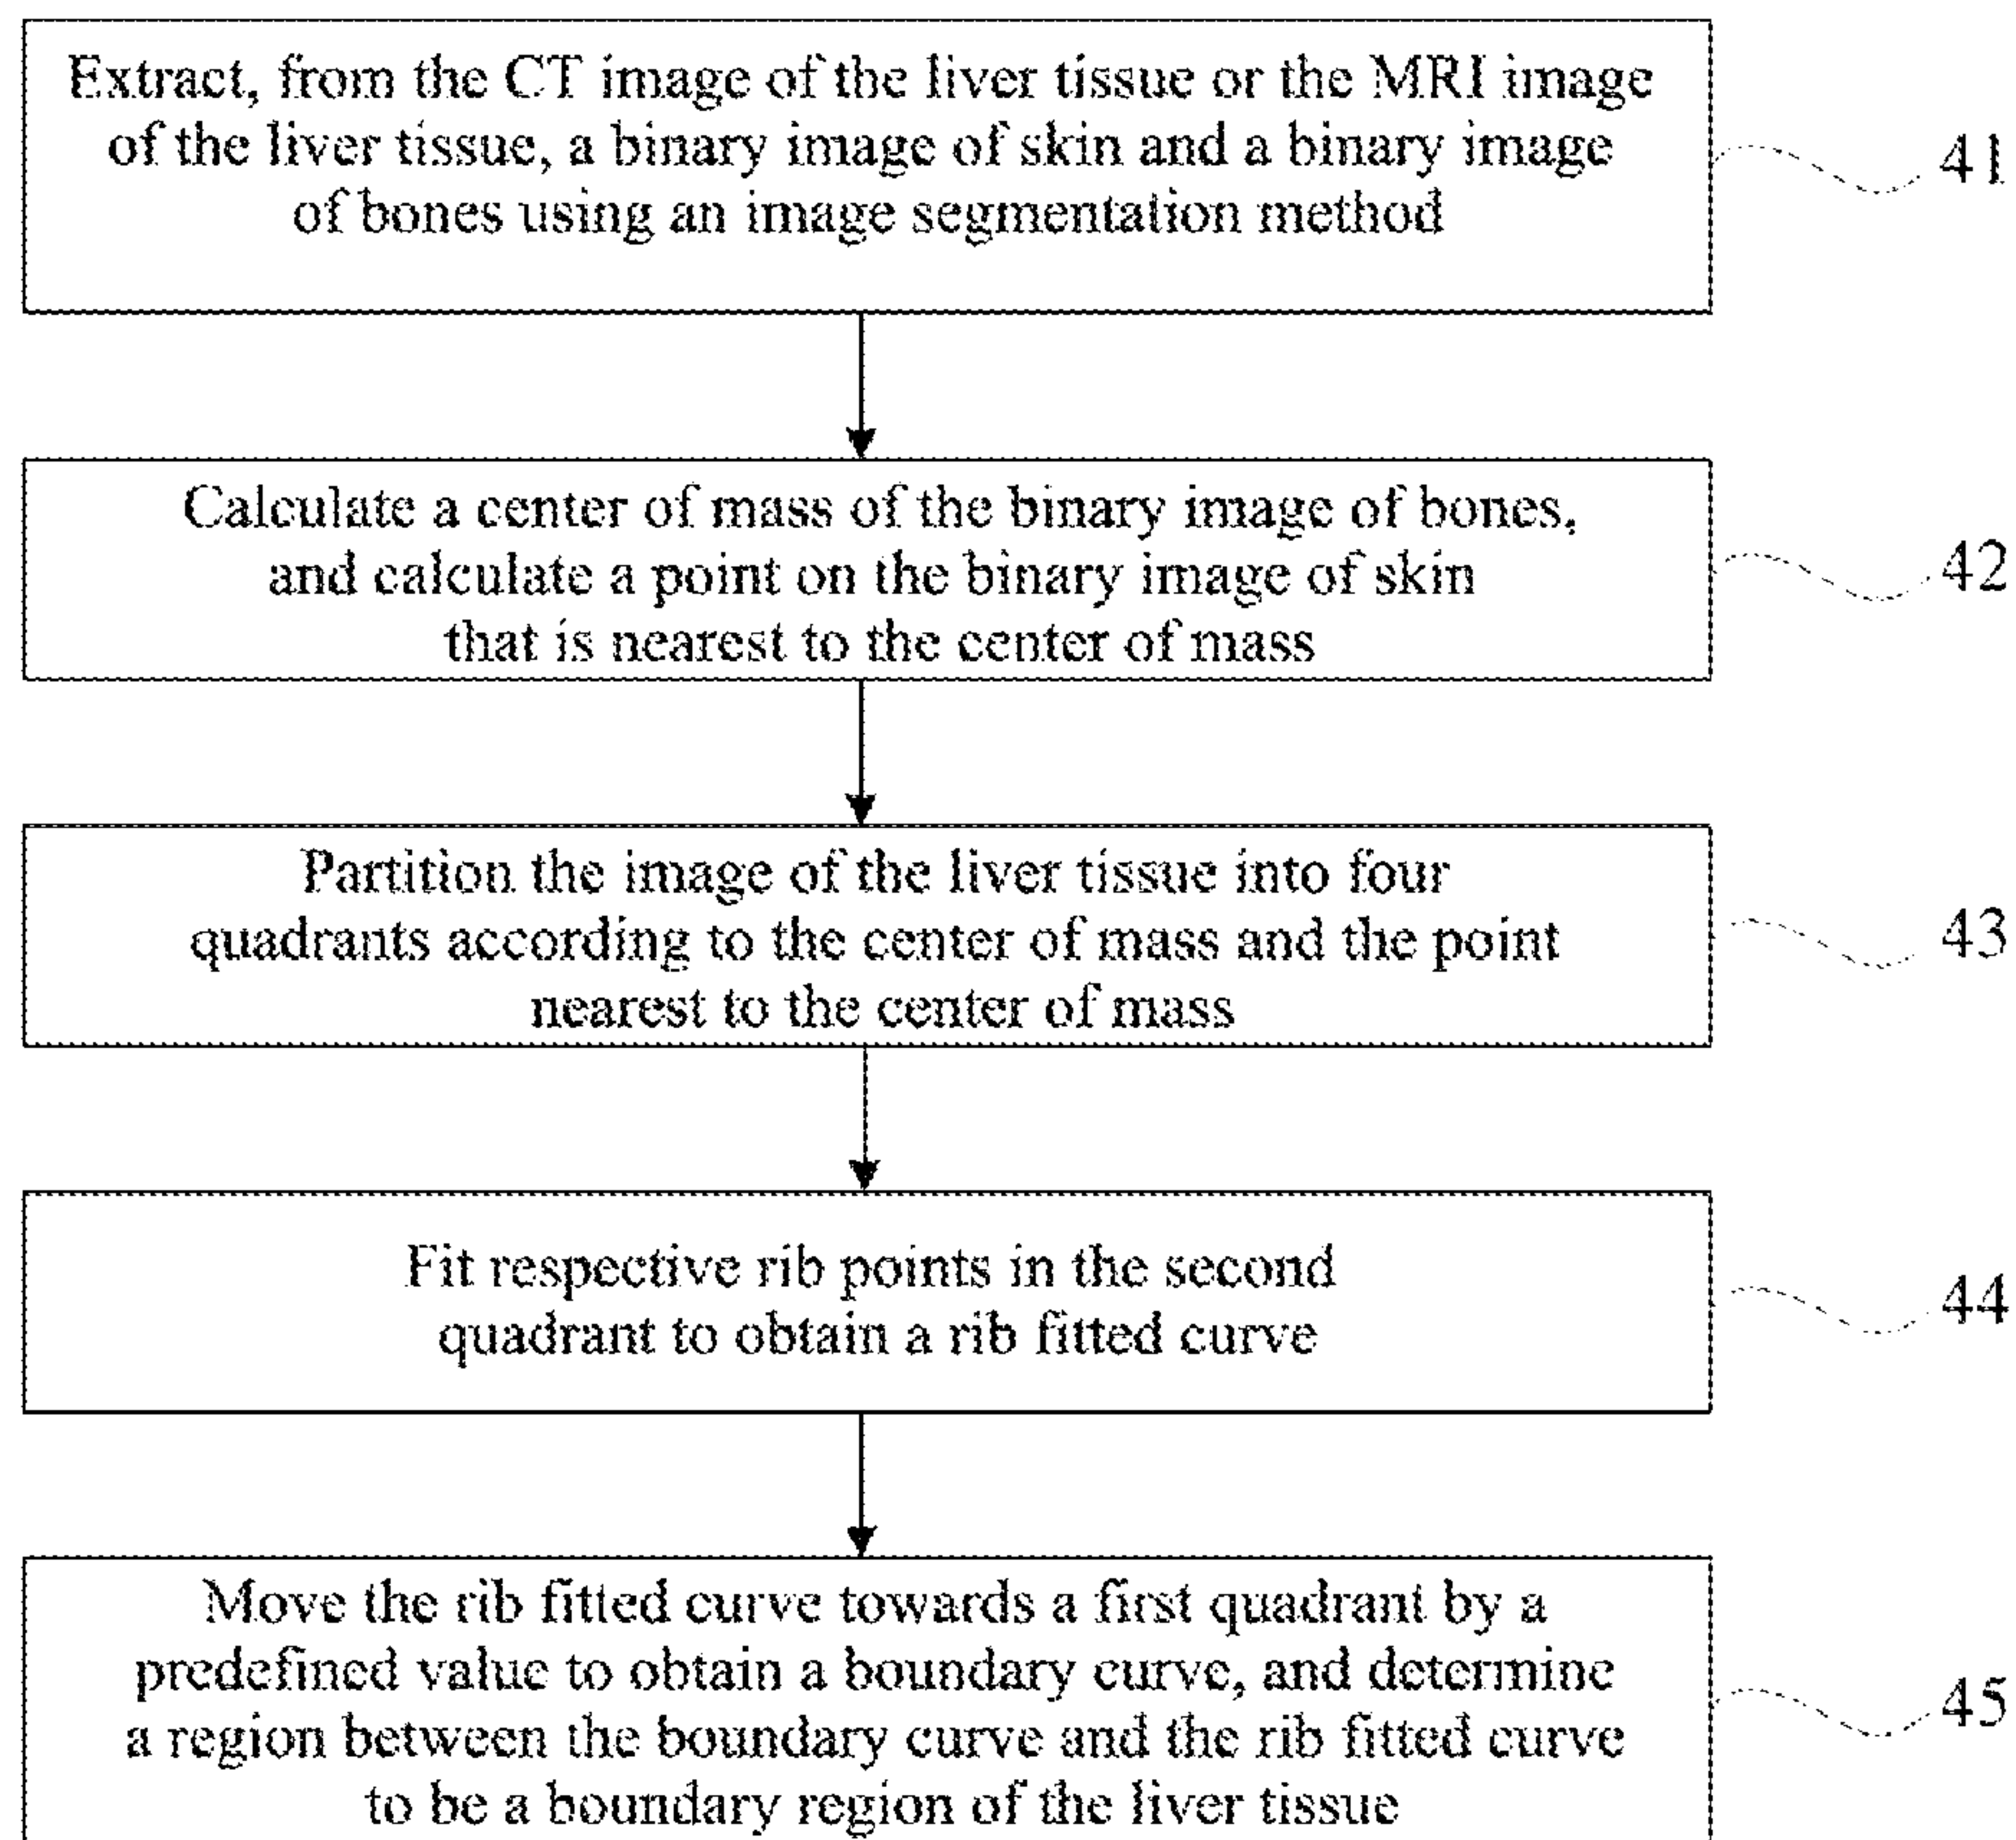 Extract, from the CT image of the liver tissue or the MRI image
of the liver tissue, a binary image of skin and a binary image
of bones using an image segmentation method
41
Calculate a center of mass of the binary image of bones,
and calculate a point on the binary image of skin
that is nearest to the center of mass
42
Partition the image of the liver tissue into four
quadrants according to the center of mass and the point
nearest to the center of mass
43
Fit respective rib points in the second
quadrant to obtain a rib fitted curve
44
Move the rib fitted curve towards a first quadrant by a
predefined value to obtain a boundary curve, and determine
a region between the boundary curve and the rib fitted curve
to be a boundary region of the liver tissue
45